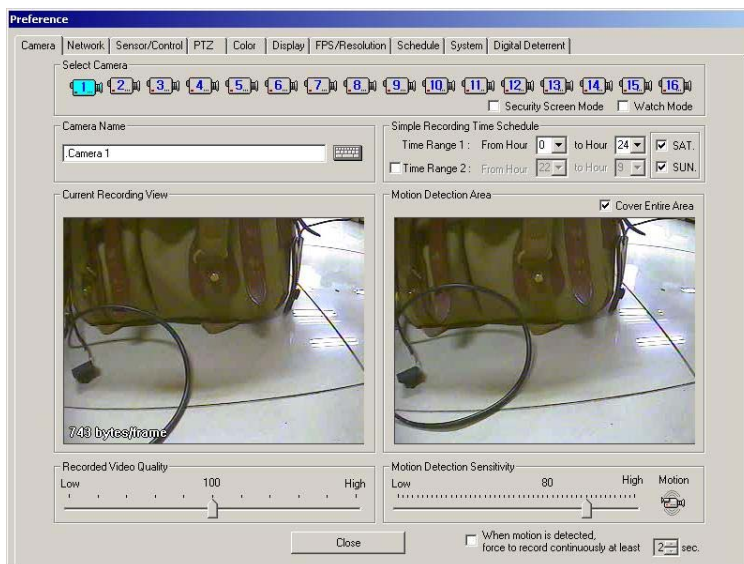 Preference
Camera Network Sensor/Control PTZ Color Display FPS/Resolution Schedule System Digital Deterrent
Select Camera
1... 2... 3... 4... 5... 6... 7... 8... 9... 10... 11... 12... 13... 14... 15... 16...
Security Screen Mode Watch Mode
Camera Name
.Camera 1
Simple Recording Time Schedule
Time Range 1 : From Hour 0 to Hour 24 SAT.
Time Range 2 : From Hour 22 to Hour 9 SUN.
Current Recording View
743 bytes/frame
Motion Detection Area
Cover Entire Area
Recorded Video Quality
Low 100 High
Motion Detection Sensitivity
Low 80 High Motion
Close
When motion is detected,
force to record continuously at least 2 sec.